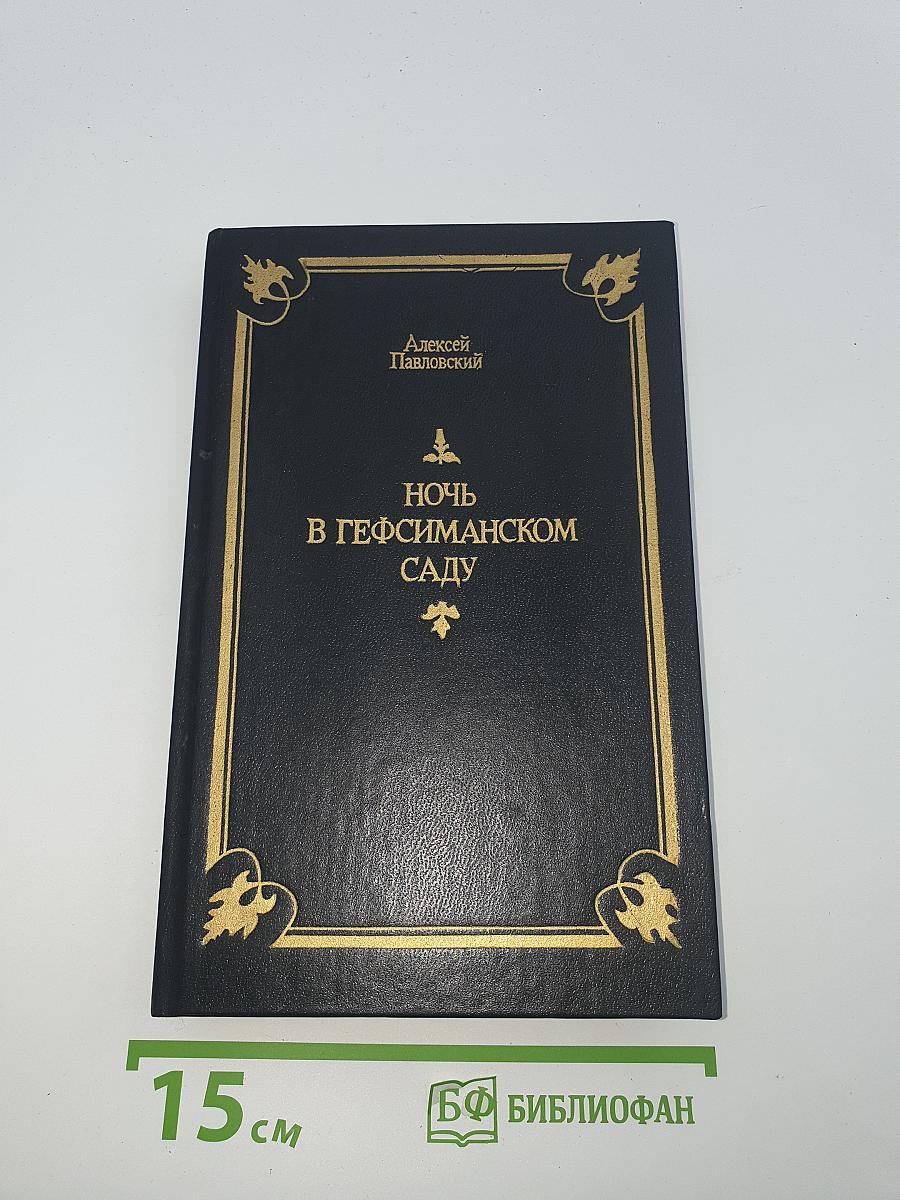 Алексей
Павловский
НОЧЬ
В ГЕФСИМАНСКОМ
САДУ
15 см
БФ БИБЛИОФАН